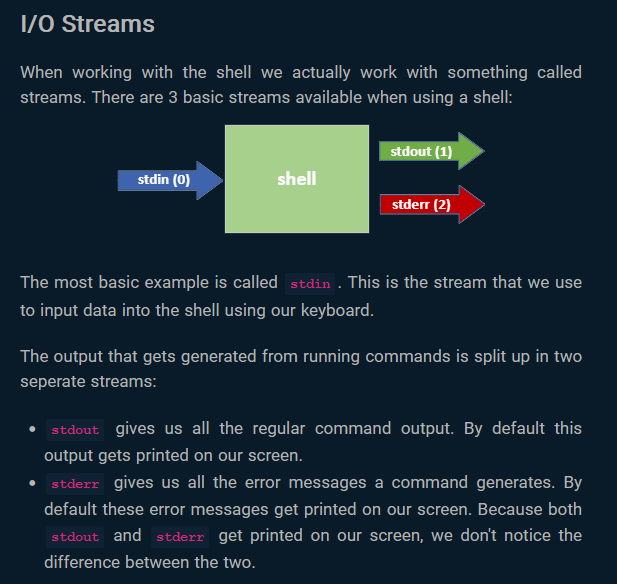 I/O Streams
When working with the shell we actually work with something called
streams. There are 3 basic streams available when using a shell:
stdin (0)
shell
stdout (1)
stderr (2)
The most basic example is called stdin . This is the stream that we use
to input data into the shell using our keyboard.
The output that gets generated from running commands is split up in two
seperate streams:
• stdout gives us all the regular command output. By default this
output gets printed on our screen.
• stderr gives us all the error messages a command generates. By
default these error messages get printed on our screen. Because both
stdout and stderr get printed on our screen, we don't notice the
difference between the two.